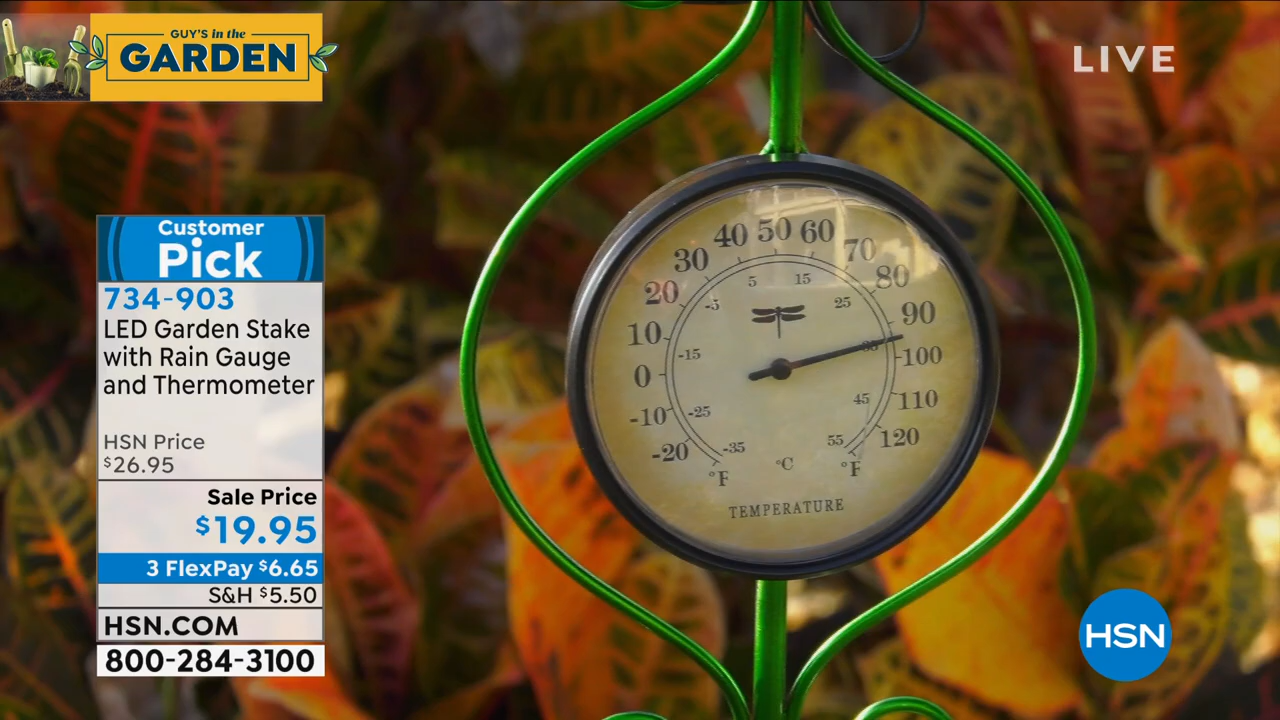 GUY'S in the
GARDEN
LIVE
Customer
Pick
734-903
LED Garden Stake
with Rain Gauge
and Thermometer
HSN Price
$26.95
Sale Price
$19.95
3 FlexPay $6.65
S&H $5.50
HSN.COM
800-284-3100
-20 -10 0 10 20 30 40 50 60 70 80 90 100 110 120
-35 -25 -15 -5 5 15 25 35 45 55
°F °C °F
TEMPERATURE
HSN